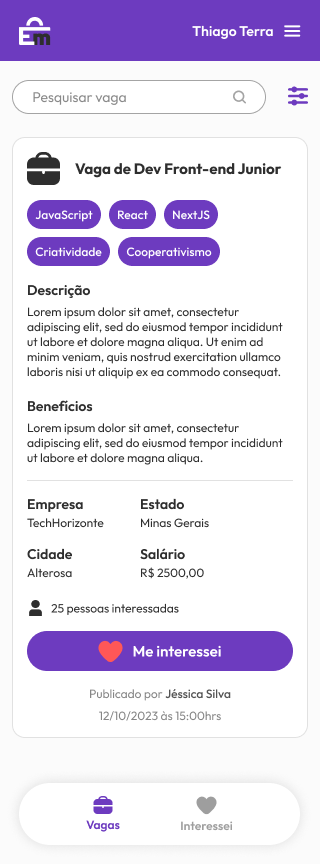 Em
Thiago Terra
Pesquisar vaga
Vaga de Dev Front-end Junior
JavaScript React NextJS
Criatividade Cooperativismo
Descrição
Lorem ipsum dolor sit amet, consectetur
adipiscing elit, sed do eiusmod tempor incididunt
ut labore et dolore magna aliqua. Ut enim ad
minim veniam, quis nostrud exercitation ullamco
laboris nisi ut aliquip ex ea commodo consequat.
Benefícios
Lorem ipsum dolor sit amet, consectetur
adipiscing elit, sed do eiusmod tempor incididunt
ut labore et dolore magna aliqua.
Empresa Estado
TechHorizonte Minas Gerais
Cidade Salário
Alterosa R$ 2500,00
25 pessoas interessadas
Me interessei
Publicado por Jéssica Silva
12/10/2023 às 15:00hrs
Vagas Interessei